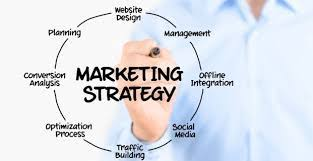 Website
Design
Planning
Management
Conversion
Analysis
MARKETING
STRATEGY
Offline
Integration
Optimization
Process
Social
Media
Traffic
Building